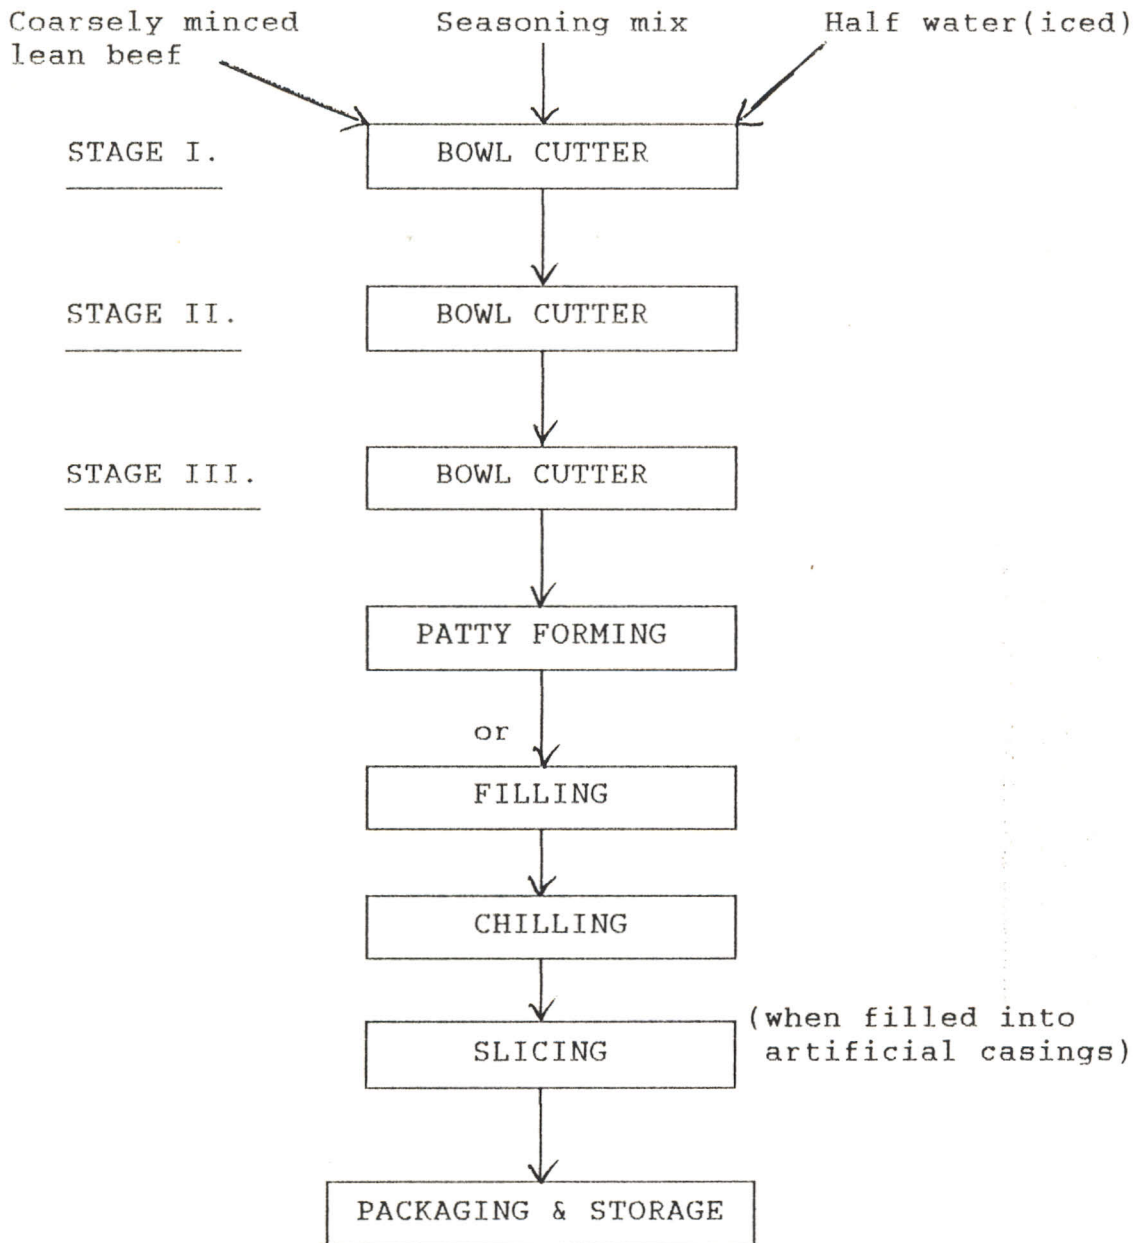 Coarsely minced
lean beef
Seasoning mix
Half water(iced)
STAGE I.
BOWL CUTTER
STAGE II.
BOWL CUTTER
STAGE III.
BOWL CUTTER
PATTY FORMING
or
FILLING
CHILLING
SLICING
(when filled into
artificial casings)
PACKAGING & STORAGE